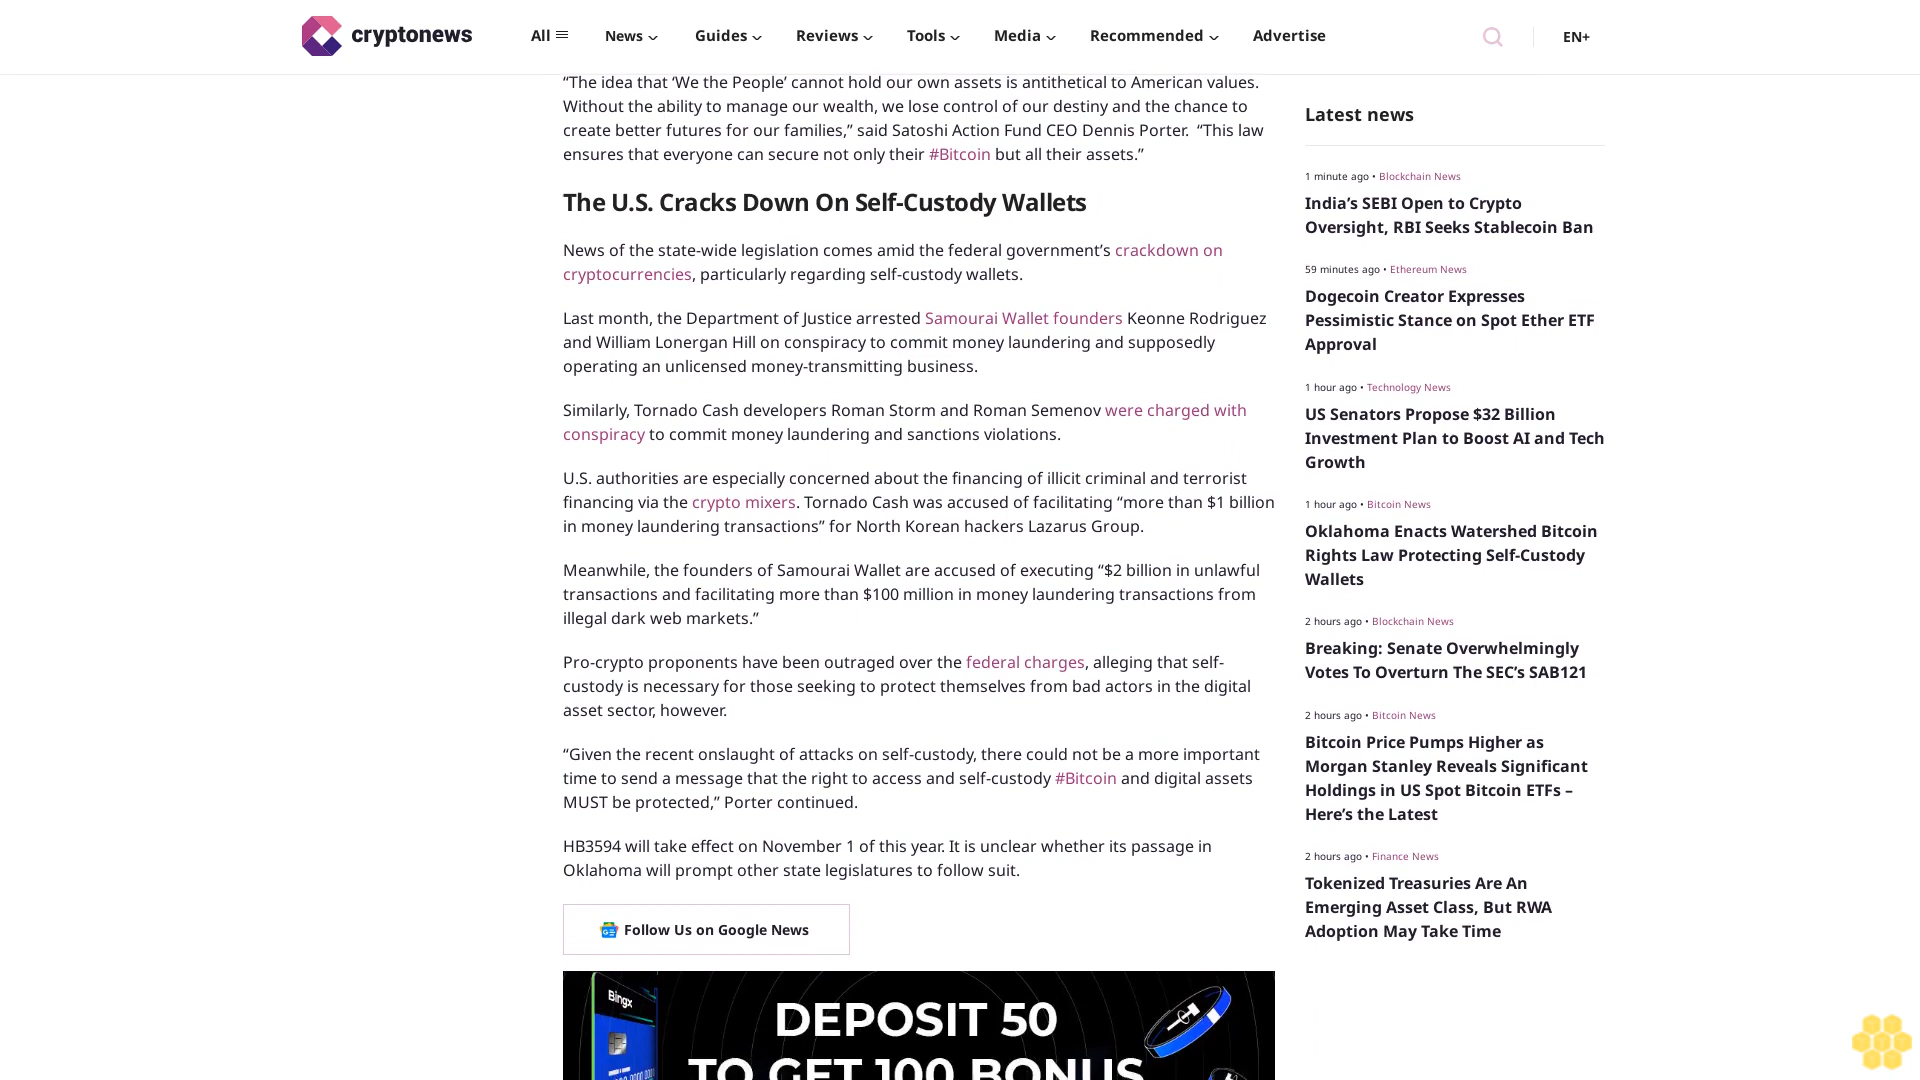 cryptonews
All
News
Guides
Reviews
Tools
Media
Recommended
Advertise
EN+
“The idea that ‘We the People’ cannot hold our own assets is antithetical to American values.
Without the ability to manage our wealth, we lose control of our destiny and the chance to
create better futures for our families,” said Satoshi Action Fund CEO Dennis Porter.  “This law
ensures that everyone can secure not only their #Bitcoin but all their assets.”
The U.S. Cracks Down On Self-Custody Wallets
News of the state-wide legislation comes amid the federal government’s crackdown on
cryptocurrencies, particularly regarding self-custody wallets.
Last month, the Department of Justice arrested Samourai Wallet founders Keonne Rodriguez
and William Lonergan Hill on conspiracy to commit money laundering and supposedly
operating an unlicensed money-transmitting business.
Similarly, Tornado Cash developers Roman Storm and Roman Semenov were charged with
conspiracy to commit money laundering and sanctions violations.
U.S. authorities are especially concerned about the financing of illicit criminal and terrorist
financing via the crypto mixers. Tornado Cash was accused of facilitating “more than $1 billion
in money laundering transactions” for North Korean hackers Lazarus Group.
Meanwhile, the founders of Samourai Wallet are accused of executing “$2 billion in unlawful
transactions and facilitating more than $100 million in money laundering transactions from
illegal dark web markets.”
Pro-crypto proponents have been outraged over the federal charges, alleging that self-
custody is necessary for those seeking to protect themselves from bad actors in the digital
asset sector, however.
“Given the recent onslaught of attacks on self-custody, there could not be a more important
time to send a message that the right to access and self-custody #Bitcoin and digital assets
MUST be protected,” Porter continued.
HB3594 will take effect on November 1 of this year. It is unclear whether its passage in
Oklahoma will prompt other state legislatures to follow suit.
Follow Us on Google News
Bingx
DEPOSIT 50
TO GET 100 BONUS
Latest news
1 minute ago • Blockchain News
India’s SEBI Open to Crypto
Oversight, RBI Seeks Stablecoin Ban
59 minutes ago • Ethereum News
Dogecoin Creator Expresses
Pessimistic Stance on Spot Ether ETF
Approval
1 hour ago • Technology News
US Senators Propose $32 Billion
Investment Plan to Boost AI and Tech
Growth
1 hour ago • Bitcoin News
Oklahoma Enacts Watershed Bitcoin
Rights Law Protecting Self-Custody
Wallets
2 hours ago • Blockchain News
Breaking: Senate Overwhelmingly
Votes To Overturn The SEC’s SAB121
2 hours ago • Bitcoin News
Bitcoin Price Pumps Higher as
Morgan Stanley Reveals Significant
Holdings in US Spot Bitcoin ETFs –
Here’s the Latest
2 hours ago • Finance News
Tokenized Treasuries Are An
Emerging Asset Class, But RWA
Adoption May Take Time